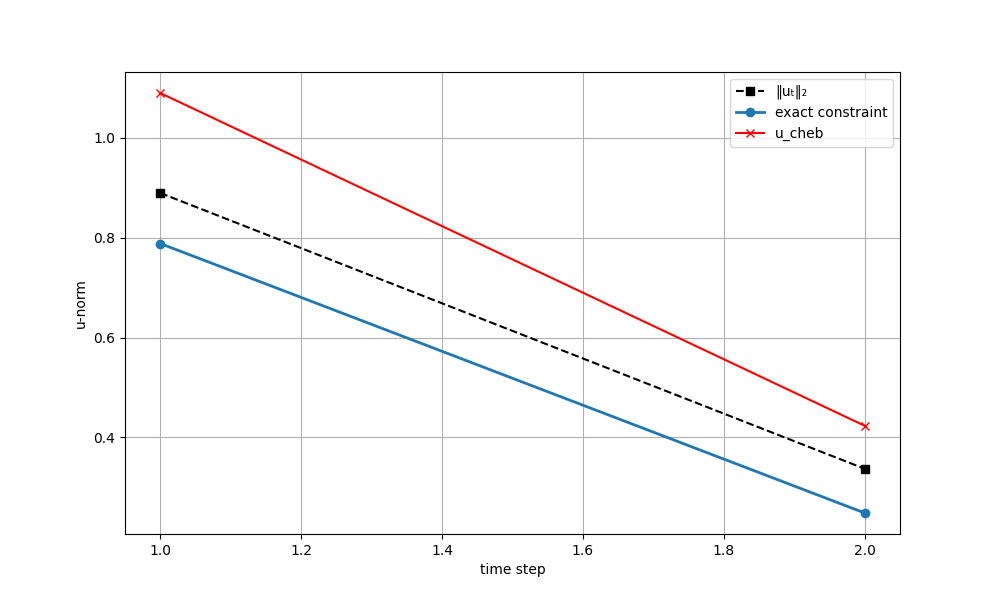 ‖uₜ‖₂
exact constraint
u_cheb
u-norm
1.0
0.8
0.6
0.4
1.0 1.2 1.4 1.6 1.8 2.0
time step